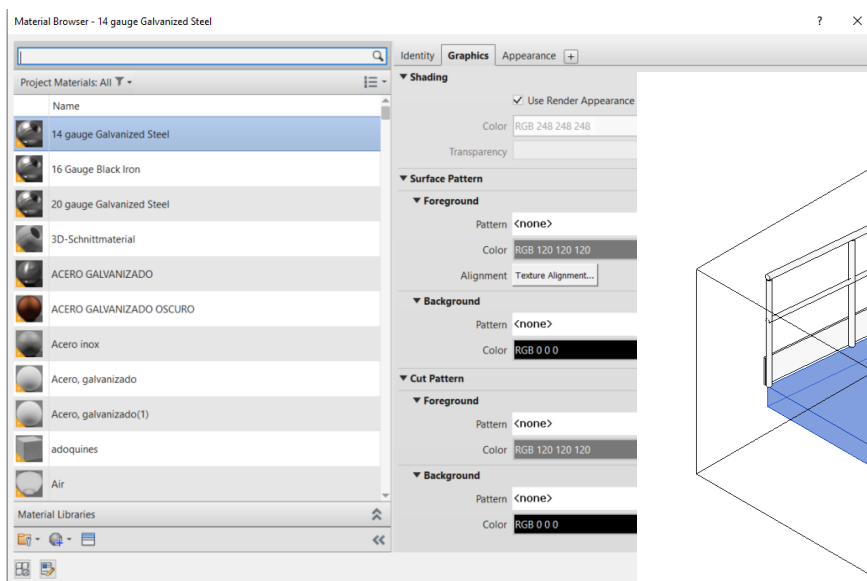 Material Browser - 14 gauge Galvanized Steel
? ×
Project Materials: All
Name
14 gauge Galvanized Steel
16 Gauge Black Iron
20 gauge Galvanized Steel
3D-Schnittmaterial
ACERO GALVANIZADO
ACERO GALVANIZADO OSCURO
Acero inox
Acero, galvanizado
Acero, galvanizado(1)
adoquines
Air
Material Libraries
Identity Graphics Appearance +
Shading
Use Render Appearance
Color RGB 248 248 248
Transparency
Surface Pattern
Foreground
Pattern <none>
Color RGB 120 120 120
Alignment Texture Alignment...
Background
Pattern <none>
Color RGB 0 0 0
Cut Pattern
Foreground
Pattern <none>
Color RGB 120 120 120
Background
Pattern <none>
Color RGB 0 0 0